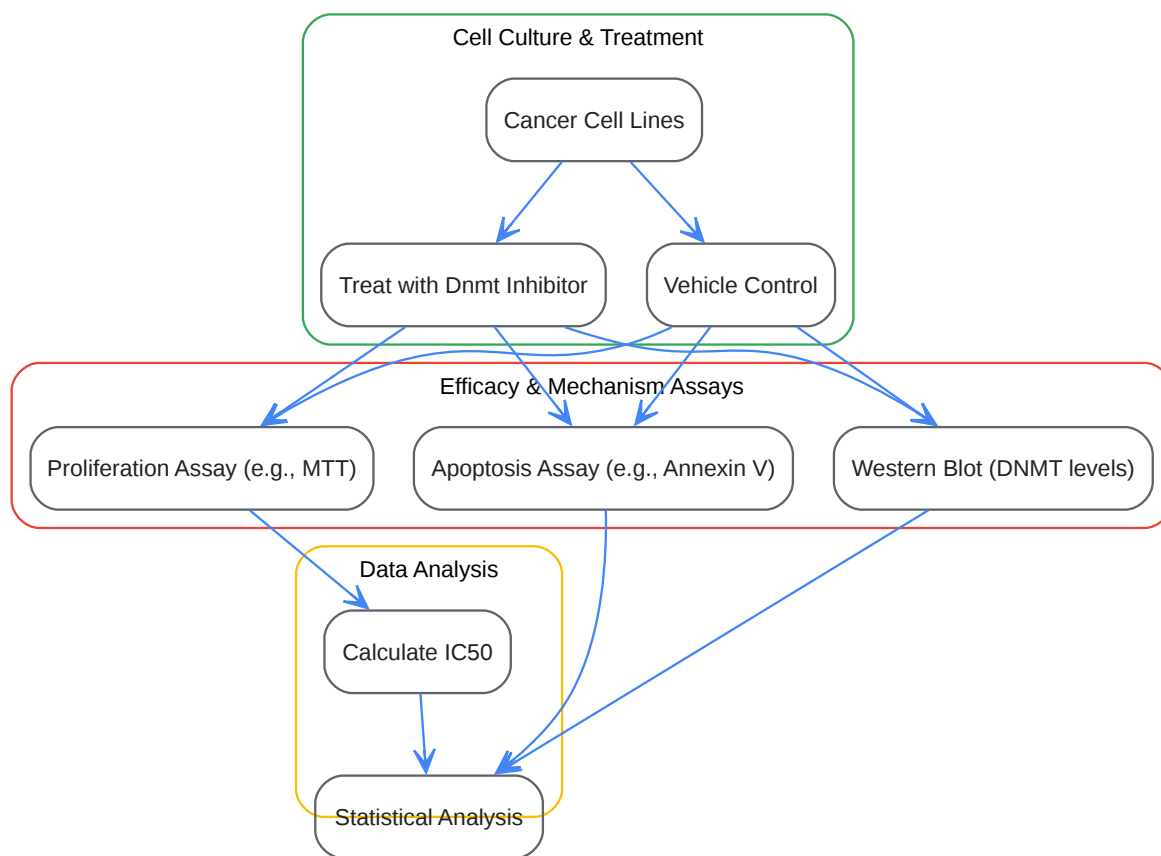 Cell Culture & Treatment
Cancer Cell Lines
Treat with Dnmt Inhibitor
Vehicle Control
Efficacy & Mechanism Assays
Proliferation Assay (e.g., MTT)
Apoptosis Assay (e.g., Annexin V)
Western Blot (DNMT levels)
Data Analysis
Calculate IC50
Statistical Analysis